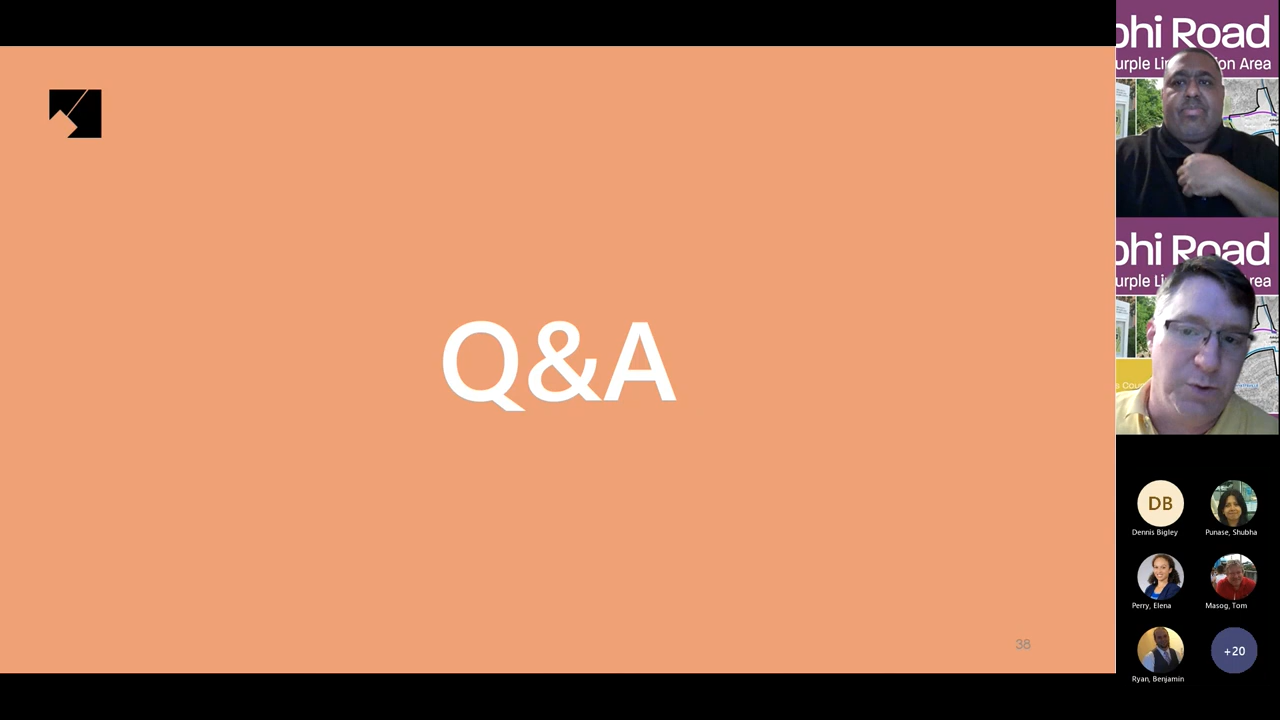 Q&A
38
phi Road
urple Li
ion Area
phi Road
urple Li
rea
DB
Dennis Bigley
Punase, Shubha
Perry, Elena
Masog, Tom
Ryan, Benjamin
+20